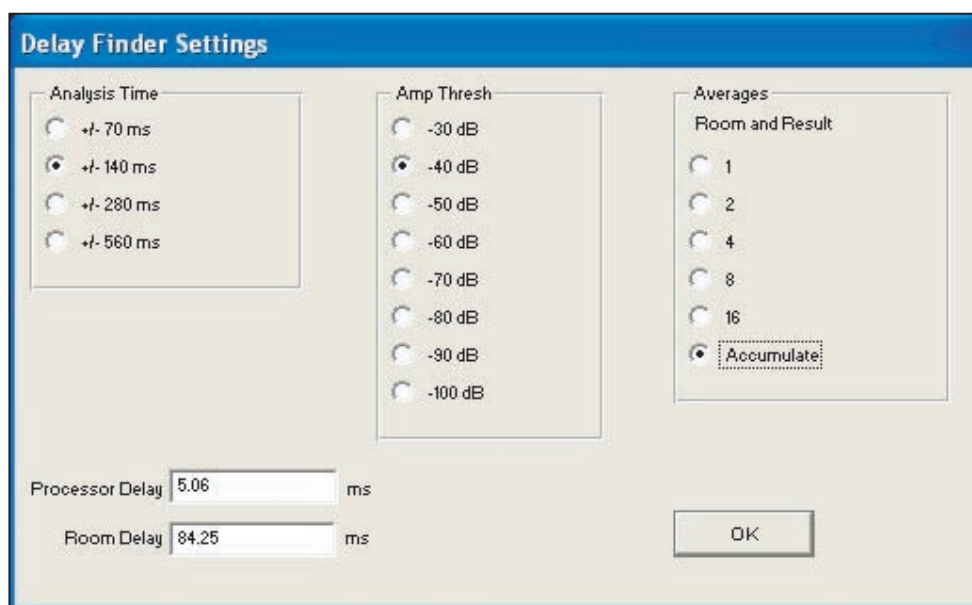 Delay Finder Settings
Analysis Time
+/- 70 ms
+/- 140 ms
+/- 280 ms
+/- 560 ms
Amp Thresh
-30 dB
-40 dB
-50 dB
-60 dB
-70 dB
-80 dB
-90 dB
-100 dB
Averages
Room and Result
1
2
4
8
16
Accumulate
Processor Delay 5.06 ms
Room Delay 84.25 ms
OK